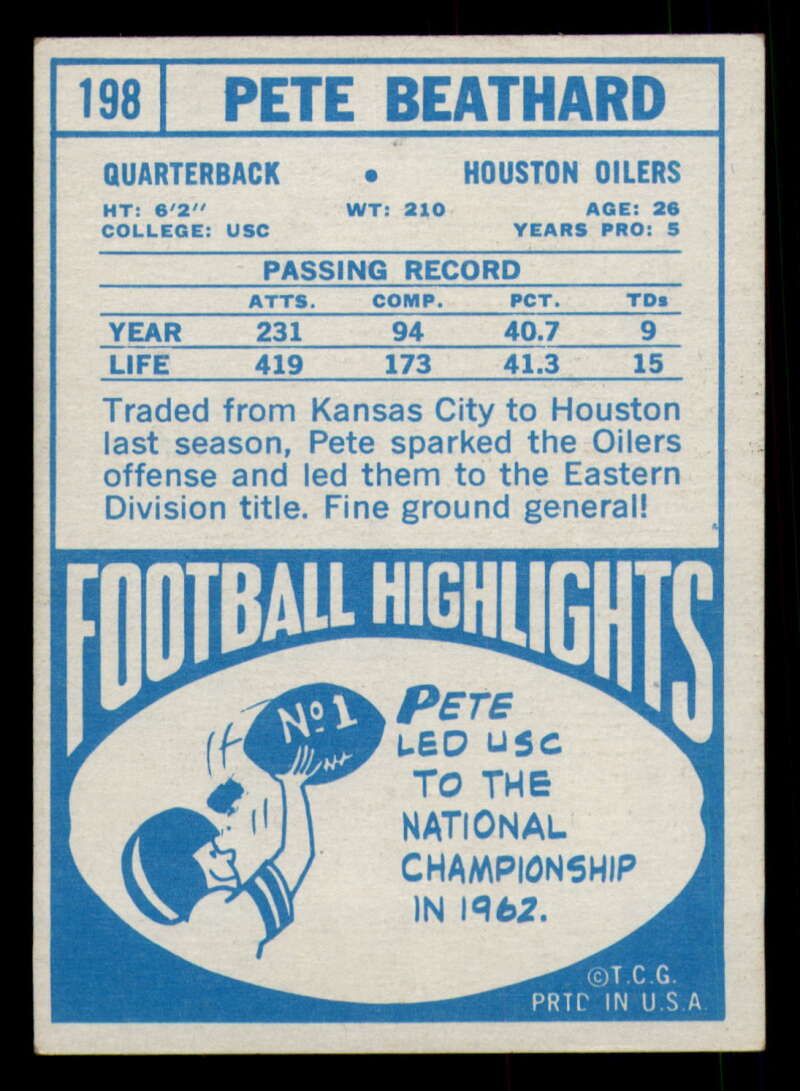 198 PETE BEATHARD
QUARTERBACK • HOUSTON OILERS
HT: 6'2" WT: 210 AGE: 26
COLLEGE: USC YEARS PRO: 5
PASSING RECORD
ATTS. COMP. PCT. TDs
YEAR 231 94 40.7 9
LIFE 419 173 41.3 15
Traded from Kansas City to Houston
last season, Pete sparked the Oilers
offense and led them to the Eastern
Division title. Fine ground general!
FOOTBALL HIGHLIGHTS
Nº 1
PETE
LED USC
TO THE
NATIONAL
CHAMPIONSHIP
IN 1962.
©T.C.G.
PRTD IN U.S.A.